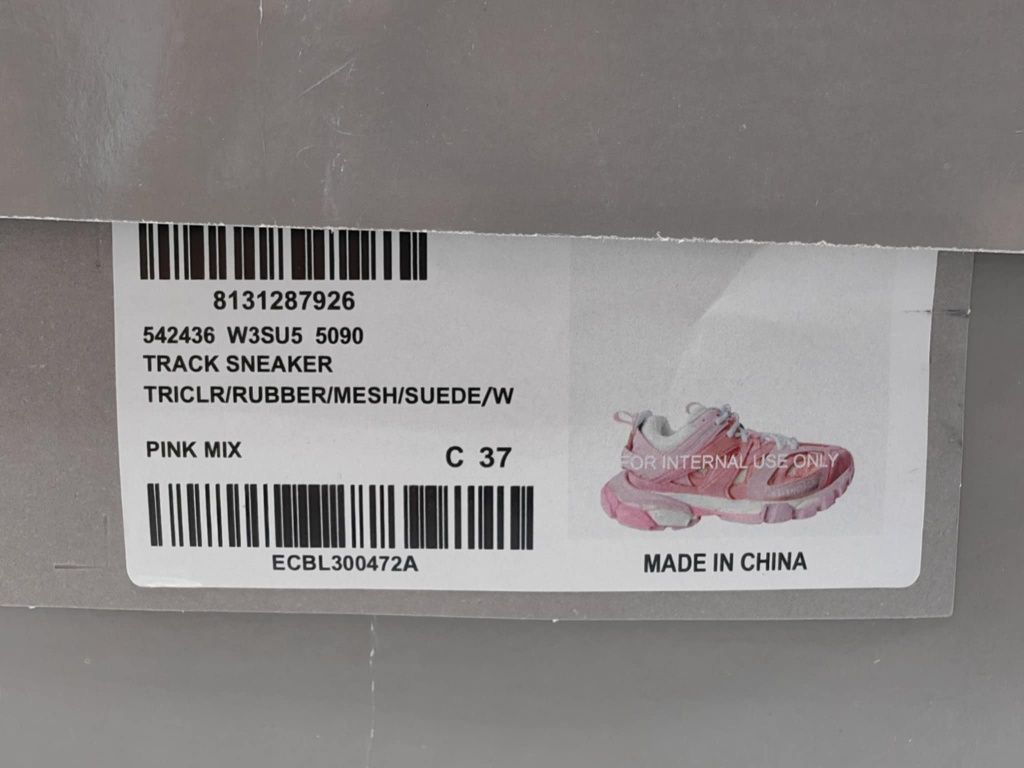 8131287926
542436 W3SU5 5090
TRACK SNEAKER
TRICLR/RUBBER/MESH/SUEDE/W
PINK MIX
C 37
FOR INTERNAL USE ONLY
ECBL300472A
MADE IN CHINA